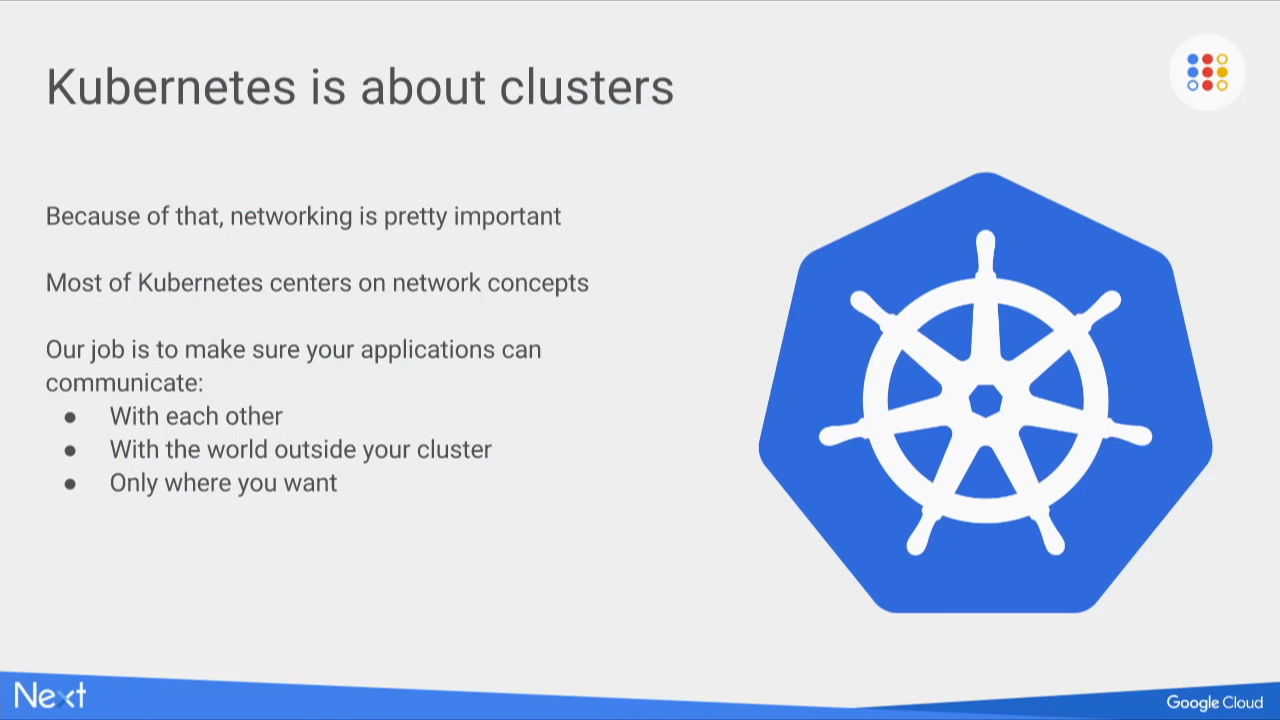 Kubernetes is about clusters
Because of that, networking is pretty important
Most of Kubernetes centers on network concepts
Our job is to make sure your applications can
communicate:
● With each other
● With the world outside your cluster
● Only where you want
Next
Google Cloud